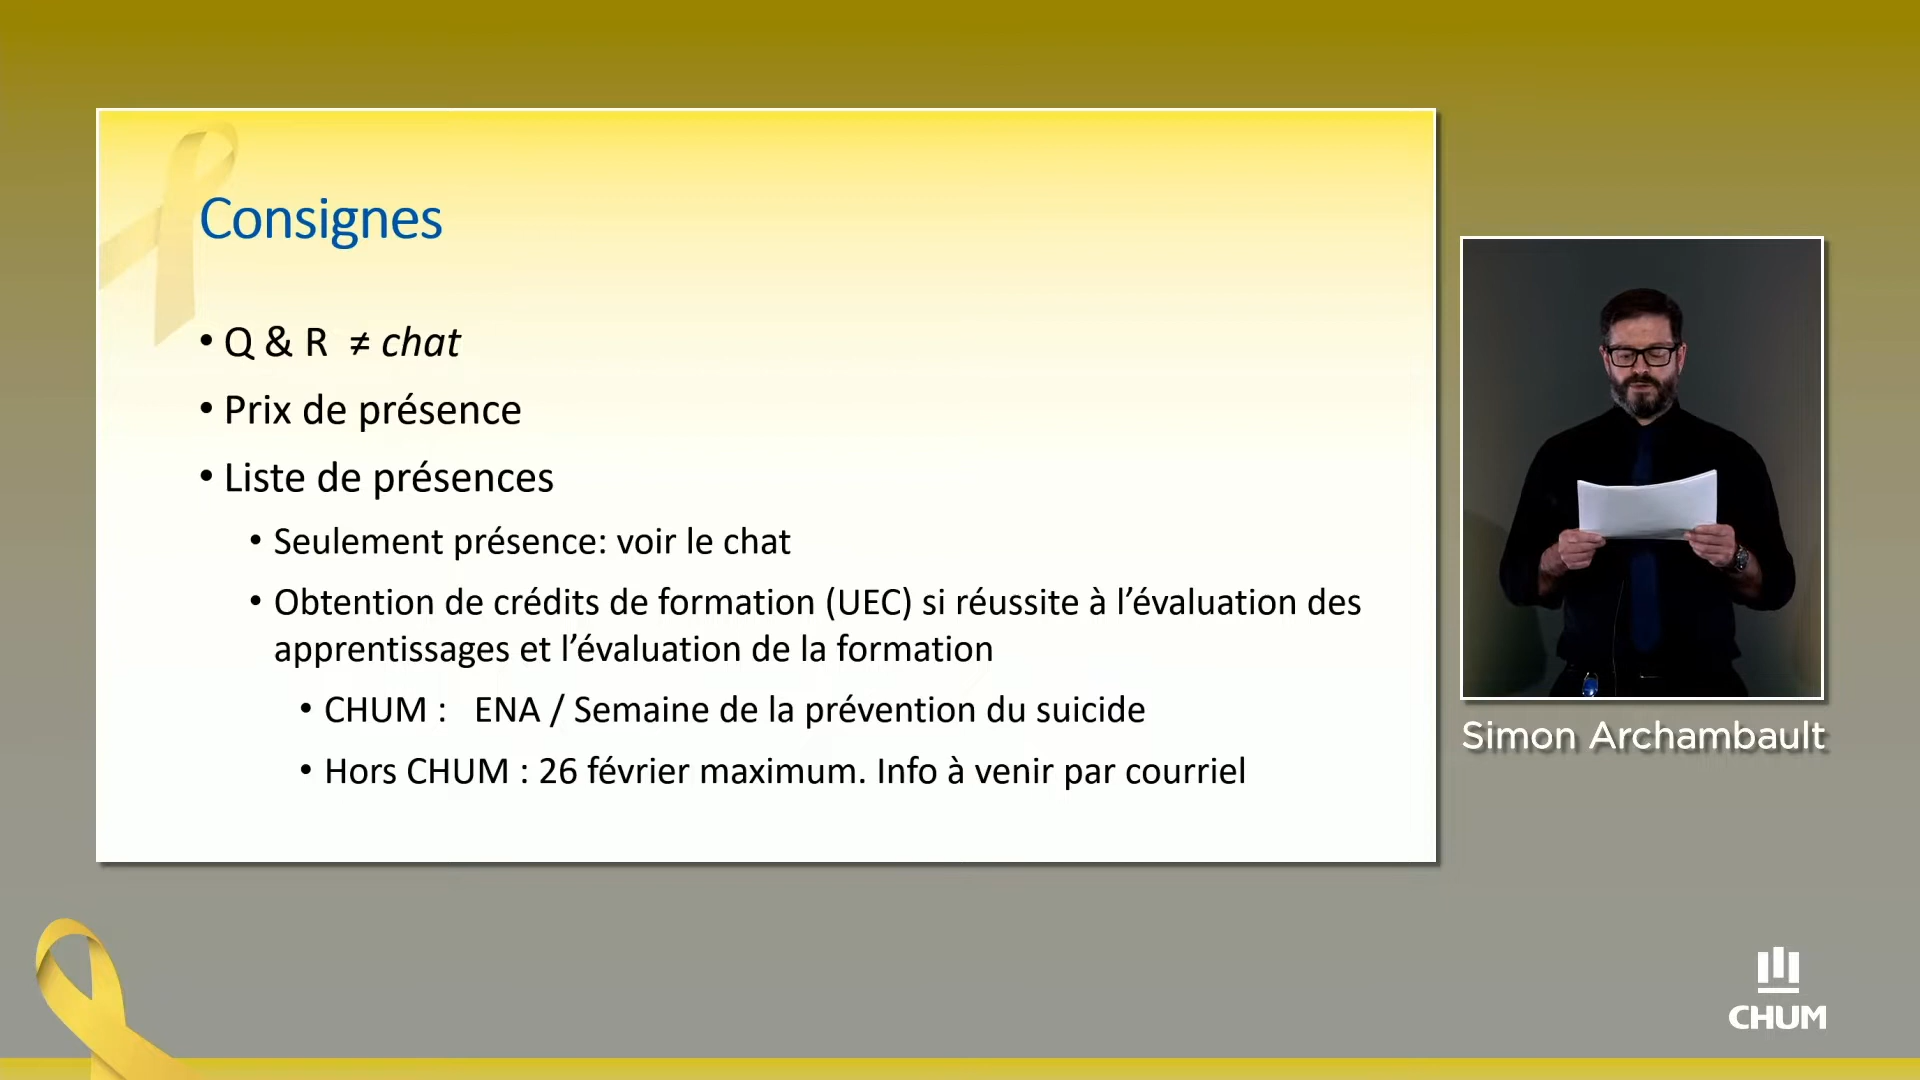 Consignes
• Q & R ≠ chat
• Prix de présence
• Liste de présences
• Seulement présence: voir le chat
• Obtention de crédits de formation (UEC) si réussite à l’évaluation des
apprentissages et l’évaluation de la formation
• CHUM : ENA / Semaine de la prévention du suicide
• Hors CHUM : 26 février maximum. Info à venir par courriel
Simon Archambault
CHUM